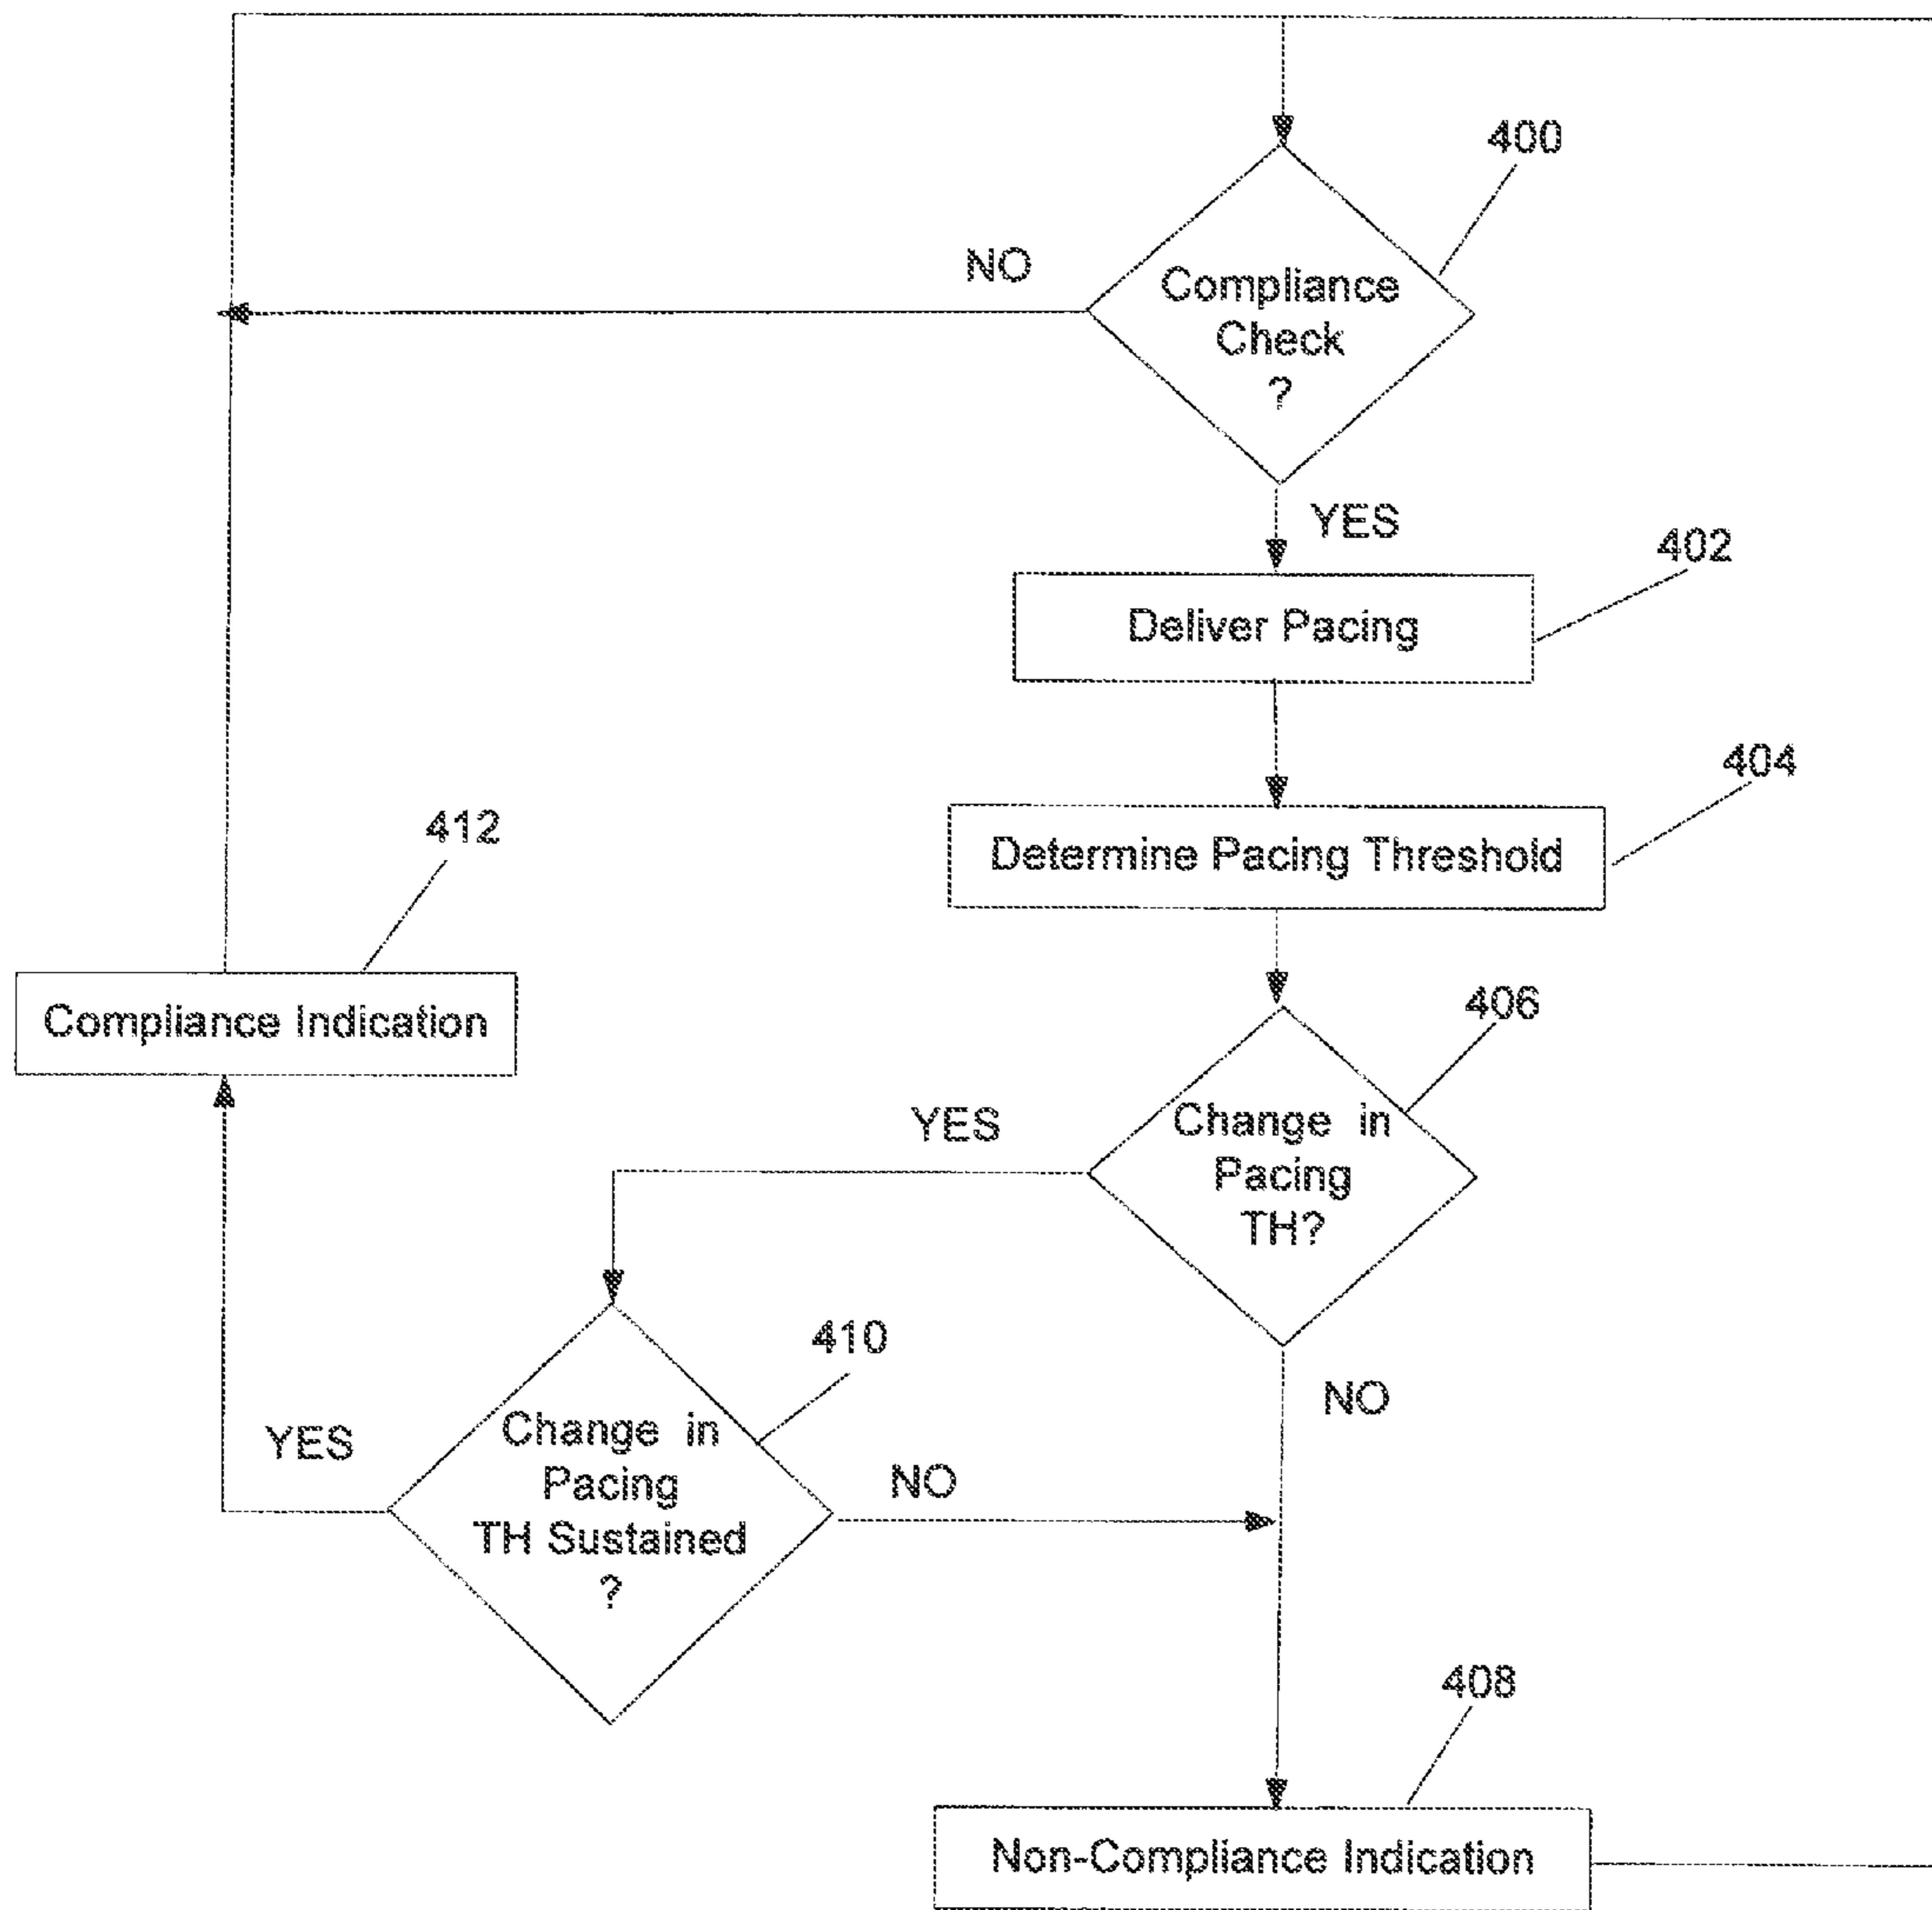 400
NO
Compliance
Check
?
YES
402
Deliver Pacing
404
Determine Pacing Threshold
412
Compliance Indication
406
YES
Change in
Pacing
TH?
410
NO
YES
Change in
Pacing
TH Sustained
?
NO
408
Non-Compliance Indication